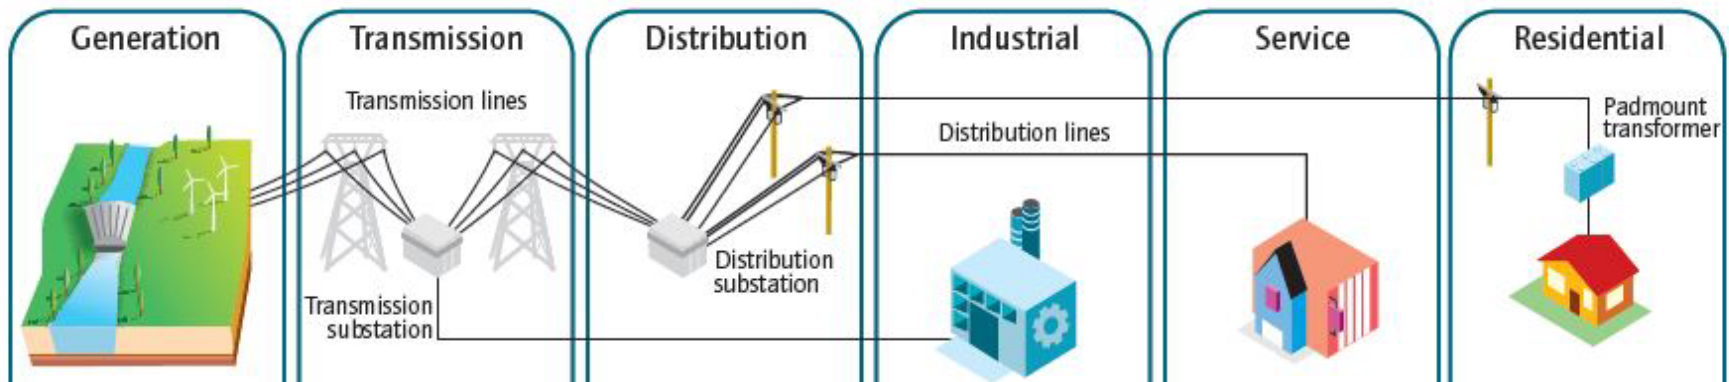 Generation
Transmission
Distribution
Industrial
Service
Residential
Transmission lines
Transmission
substation
Distribution
substation
Distribution lines
Padmount
transformer